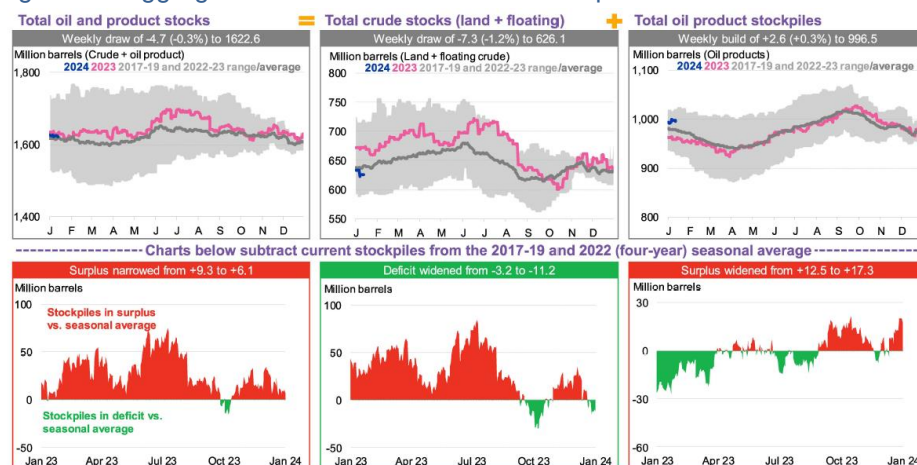 Total oil and product stocks = Total crude stocks (land + floating) + Total oil product stockpiles
Weekly draw of -4.7 (-0.3%) to 1622.6
Million barrels (Crude + oil product)
2024 2023 2017-19 and 2022-23 range/average
1,800
1,600
1,400
J F M A M J J A S O N D
Weekly draw of -7.3 (-1.2%) to 626.1
Million barrels (Land + floating crude)
2024 2023 2017-19 and 2022-23 range/average
800
750
700
650
600
550
J F M A M J J A S O N D
Weekly build of +2.6 (+0.3%) to 996.5
Million barrels (Oil products)
2024 2023 2017-19 and 2022-23 range/average
1,100
1,000
900
800
J F M A M J J A S O N D
Charts below subtract current stockpiles from the 2017-19 and 2022 (four-year) seasonal average
Surplus narrowed from +9.3 to +6.1
Million barrels
100
Stockpiles in surplus
vs. seasonal average
50
0
Stockpiles in deficit vs.
seasonal average
-50
Jan 23 Apr 23 Jul 23 Oct 23 Jan 24
Deficit widened from -3.2 to -11.2
Million barrels
100
50
0
-50
Jan 23 Apr 23 Jul 23 Oct 23 Jan 24
Surplus widened from +12.5 to +17.3
Million barrels
30
0
-30
-60
Jan 23 Apr 23 Jul 23 Oct 23 Jan 24